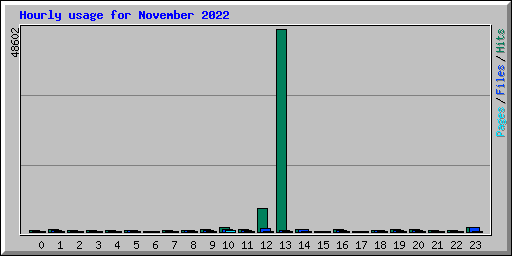 Hourly usage for November 2022
48602
Pages/Files/Hits
0 1 2 3 4 5 6 7 8 9 10 11 12 13 14 15 16 17 18 19 20 21 22 23